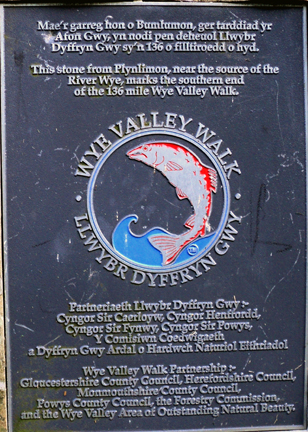 Mae'r garreg hon o Bumlumon, ger tarddiad yr
Afon Gwy, yn nodi pen deheuol Llwybr
Dyffryn Gwy sy'n 136 o filltiroedd o hyd.
This stone from Plynlimon, near the source of the
River Wye, marks the southern end
of the 136 mile Wye Valley Walk.
WYE VALLEY WALK
LLWYBR DYFFRYN GWY
Partneriaeth Llwybr Dyffryn Gwy :-
Cyngor Sir Caerloyw, Cyngor Henffordd,
Cyngor Sir Fynwy, Cyngor Sir Powys,
Y Comisiwn Coedwigaeth
a Dyffryn Gwy Ardal o Hardwch Naturiol Eithriadol
Wye Valley Walk Partnership :-
Gloucestershire County Council, Herefordshire Council,
Monmouthshire County Council,
Powys County Council, the Forestry Commission,
and the Wye Valley Area of Outstanding Natural Beauty.